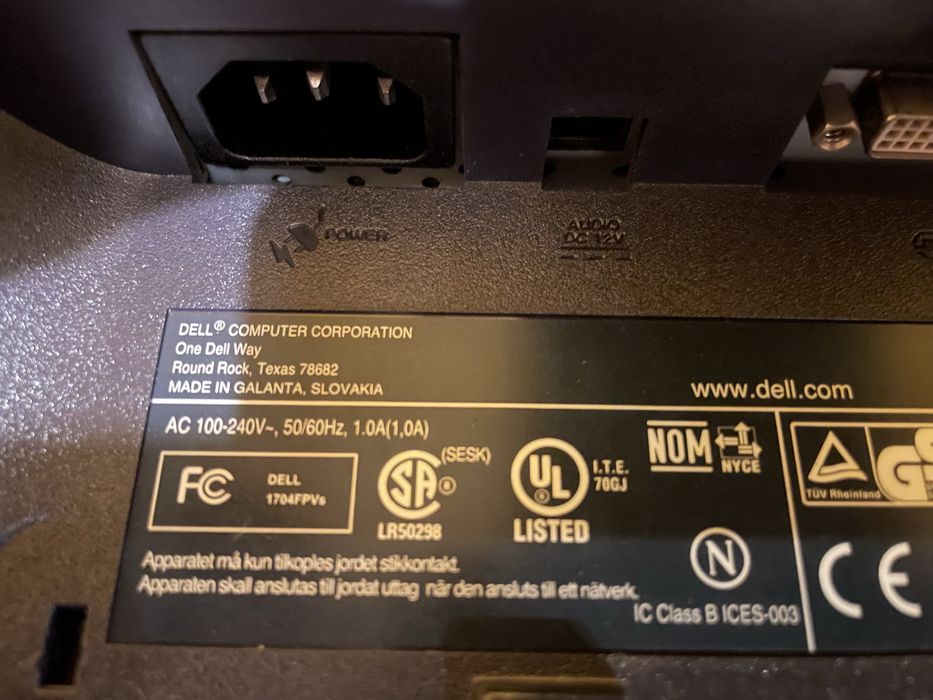 POWER
AUDIO
DC 12V
DELL® COMPUTER CORPORATION
One Dell Way
Round Rock, Texas 78682
MADE IN GALANTA, SLOVAKIA
www.dell.com
AC 100-240V~, 50/60Hz, 1.0A(1,0A)
FC
DELL
1704FPVs
SA
(SESK)
®
LR50298
UL
®
LISTED
I.T.E.
70GJ
NOM
NYCE
TÜV Rheinland
GS
Apparatet må kun tilkoples jordet stikkontakt.
Apparaten skall anslutas till jordat uttag när den ansluts till ett nätverk.
N
IC Class B ICES-003
CE